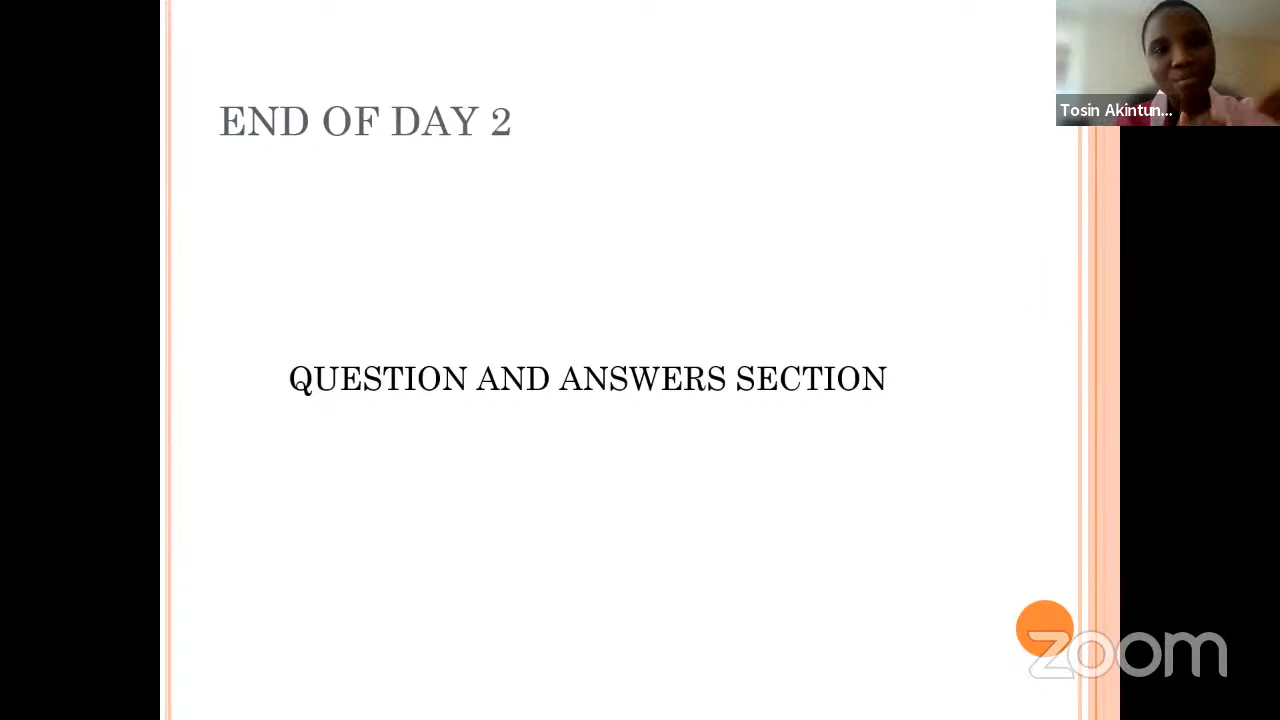 END OF DAY 2
Tosin Akintun...
QUESTION AND ANSWERS SECTION
zoom